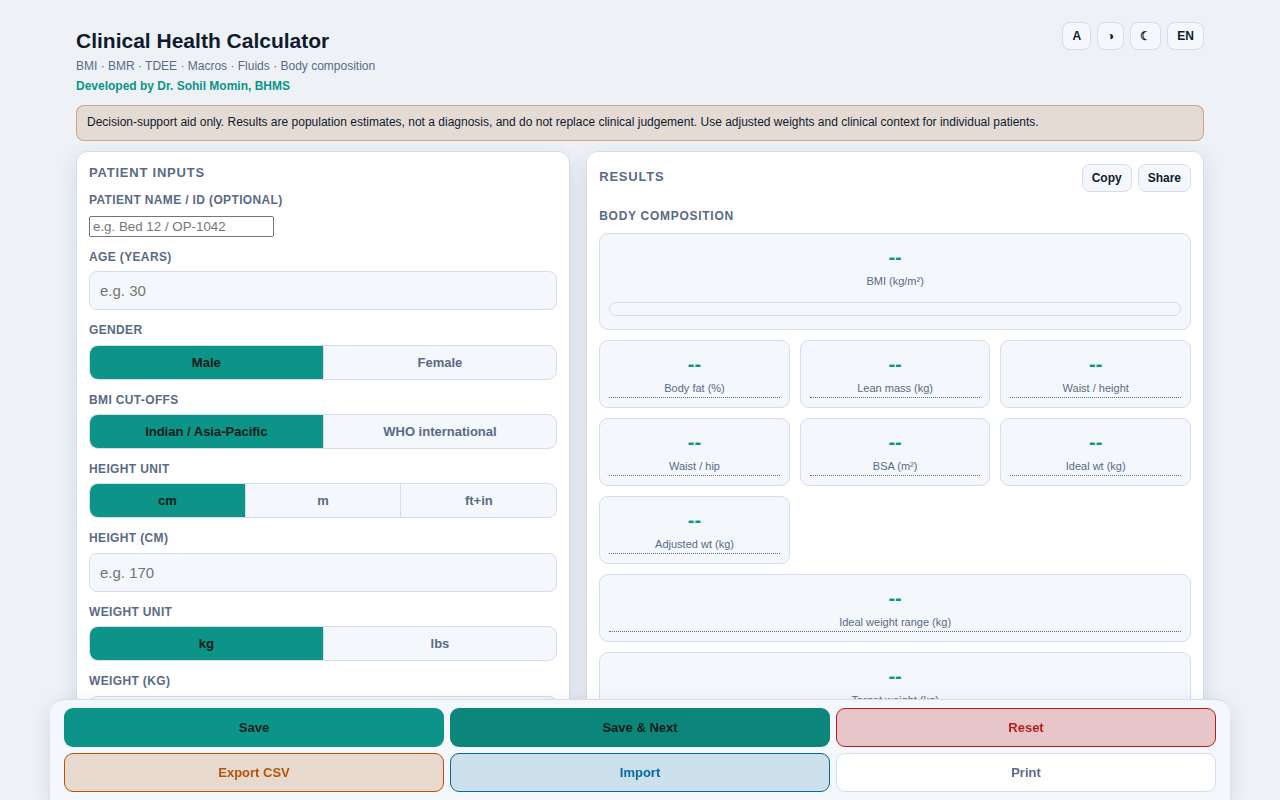 Clinical Health Calculator
BMI · BMR · TDEE · Macros · Fluids · Body composition
Developed by Dr. Sohil Momin, BHMS
A
EN
Decision-support aid only. Results are population estimates, not a diagnosis, and do not replace clinical judgement. Use adjusted weights and clinical context for individual patients.
PATIENT INPUTS
PATIENT NAME / ID (OPTIONAL)
e.g. Bed 12 / OP-1042
AGE (YEARS)
e.g. 30
GENDER
Male
Female
BMI CUT-OFFS
Indian / Asia-Pacific
WHO international
HEIGHT UNIT
cm
m
ft+in
HEIGHT (CM)
e.g. 170
WEIGHT UNIT
kg
lbs
WEIGHT (KG)
RESULTS
Copy
Share
BODY COMPOSITION
--
BMI (kg/m²)
--
Body fat (%)
--
Lean mass (kg)
--
Waist / height
--
Waist / hip
--
BSA (m²)
--
Ideal wt (kg)
--
Adjusted wt (kg)
--
Ideal weight range (kg)
--
Target weight (kg)
Save
Save & Next
Reset
Export CSV
Import
Print